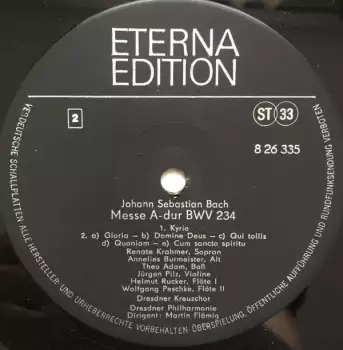 ETERNA
EDITION
2
ST 33
8 26 335
Johann Sebastian Bach
Messe A-dur BWV 234
1. Kyrie
2. a) Gloria - b) Domine Deus - c) Qui tollis
d) Quoniam - e) Cum sancto spiritu
Renate Krahmer, Sopran
Annelies Burmeister, Alt
Theo Adam, Baß
Jürgen Pilz, Violine
Helmut Rucker, Flöte I
Wolfgang Peschke, Flöte II
Dresdner Kreuzchor
Dresdner Philharmonie
Dirigent: Martin Flämig
VEB DEUTSCHE SCHALLPLATTEN ALLE HERSTELLER- UND URHEBERRECHTE VORBEHALTEN·ÜBERSPIELUNG, ÖFFENTLICHE AUFFÜHRUNG UND RUNDFUNKSENDUNG VERBOTEN